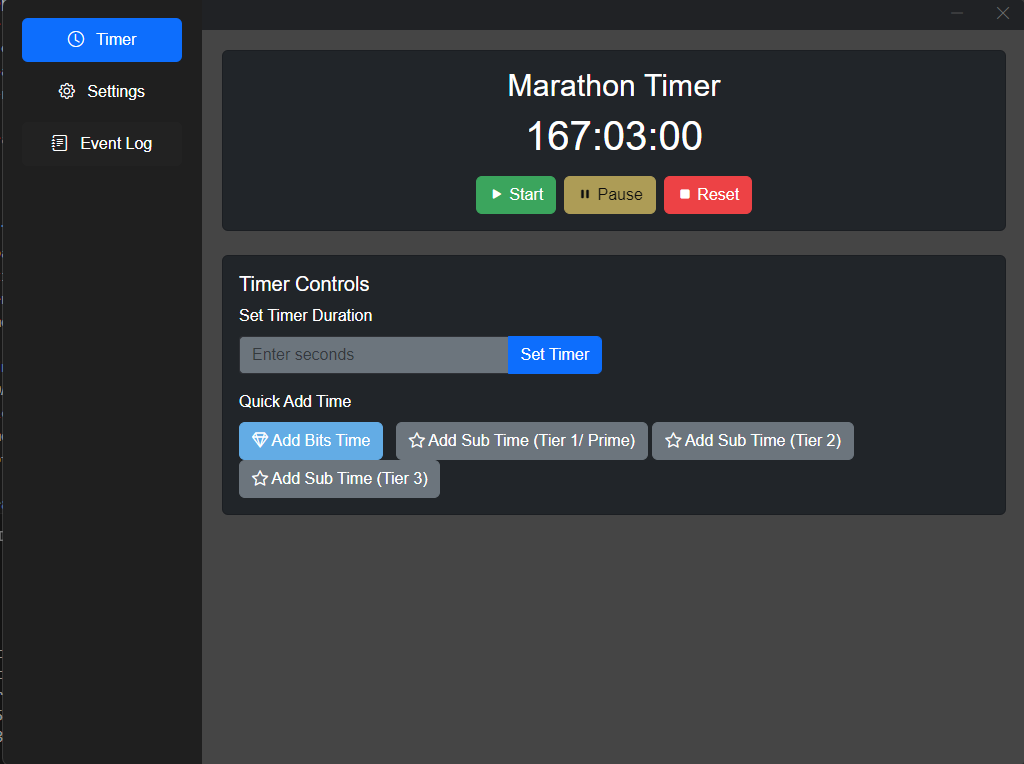 Timer
Settings
Event Log
Marathon Timer
167:03:00
Start Pause Reset
Timer Controls
Set Timer Duration
Enter seconds Set Timer
Quick Add Time
Add Bits Time Add Sub Time (Tier 1/ Prime) Add Sub Time (Tier 2)
Add Sub Time (Tier 3)